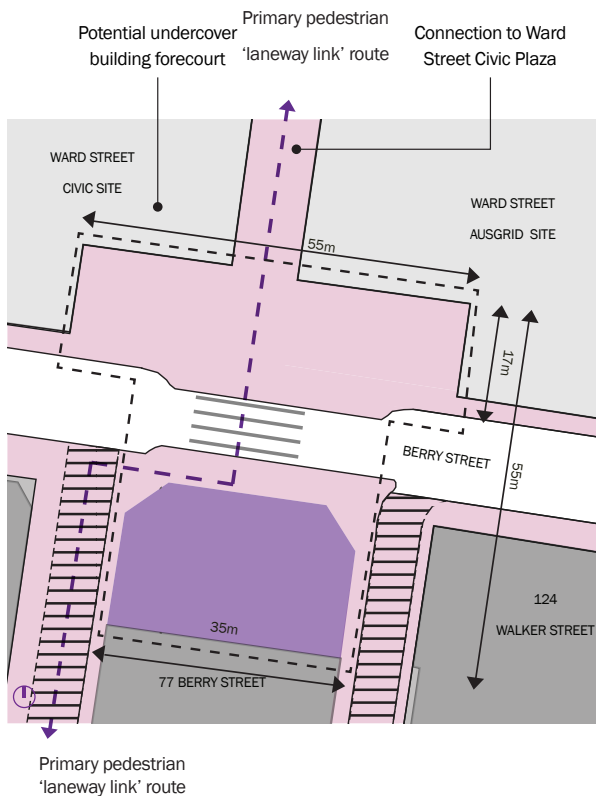 Primary pedestrian
'laneway link' route
Potential undercover
building forecourt
Connection to Ward
Street Civic Plaza
WARD STREET
CIVIC SITE
WARD STREET
AUSGRID SITE
55m
17m
BERRY STREET
55m
35m
124
WALKER STREET
77 BERRY STREET
Primary pedestrian
'laneway link' route